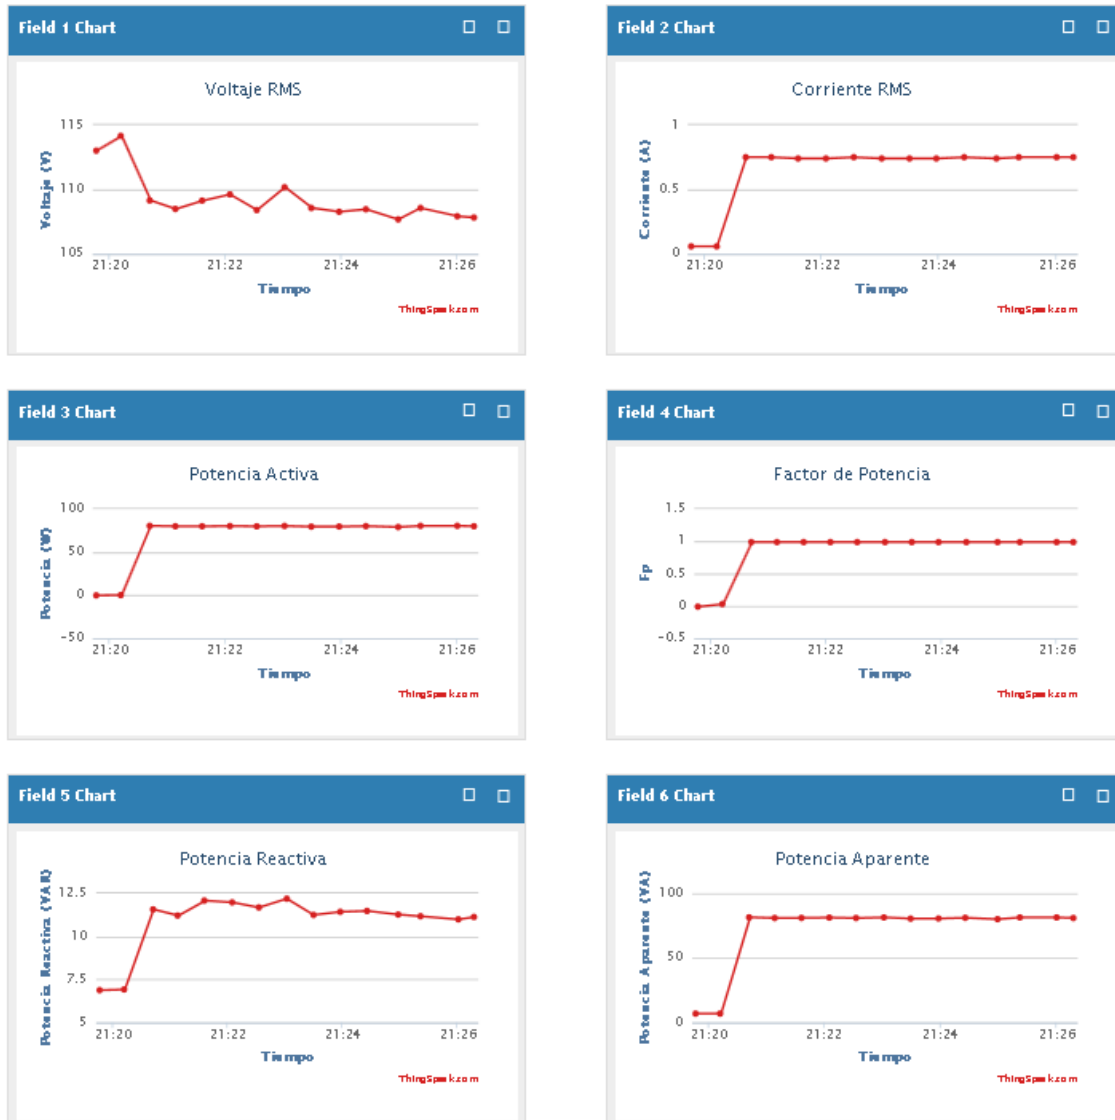 Field 1 Chart
Voltaje RMS
Voltaje (V)
115
110
105
21:20 21:22 21:24 21:26
Tiempo
ThingSpeak.com
Field 2 Chart
Corriente RMS
Corriente (A)
1
0.5
0
21:20 21:22 21:24 21:26
Tiempo
ThingSpeak.com
Field 3 Chart
Potencia Activa
Potencia (W)
100
50
0
-50
21:20 21:22 21:24 21:26
Tiempo
ThingSpeak.com
Field 4 Chart
Factor de Potencia
Fp
1.5
1
0.5
0
-0.5
21:20 21:22 21:24 21:26
Tiempo
ThingSpeak.com
Field 5 Chart
Potencia Reactiva
Potencia Reactiva (VAR)
12.5
10
7.5
5
21:20 21:22 21:24 21:26
Tiempo
ThingSpeak.com
Field 6 Chart
Potencia Aparente
Potencia Aparente (VA)
100
50
0
21:20 21:22 21:24 21:26
Tiempo
ThingSpeak.com